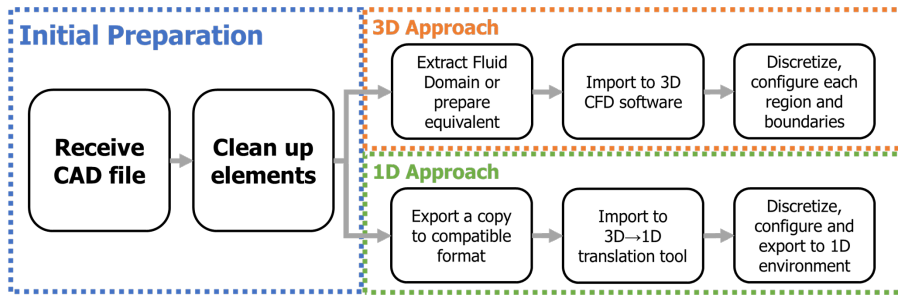 Initial Preparation
Receive
CAD file
Clean up
elements
3D Approach
Extract Fluid
Domain or
prepare
equivalent
Import to 3D
CFD software
Discretize,
configure each
region and
boundaries
1D Approach
Export a copy
to compatible
format
Import to
3D→1D
translation tool
Discretize,
configure and
export to 1D
environment